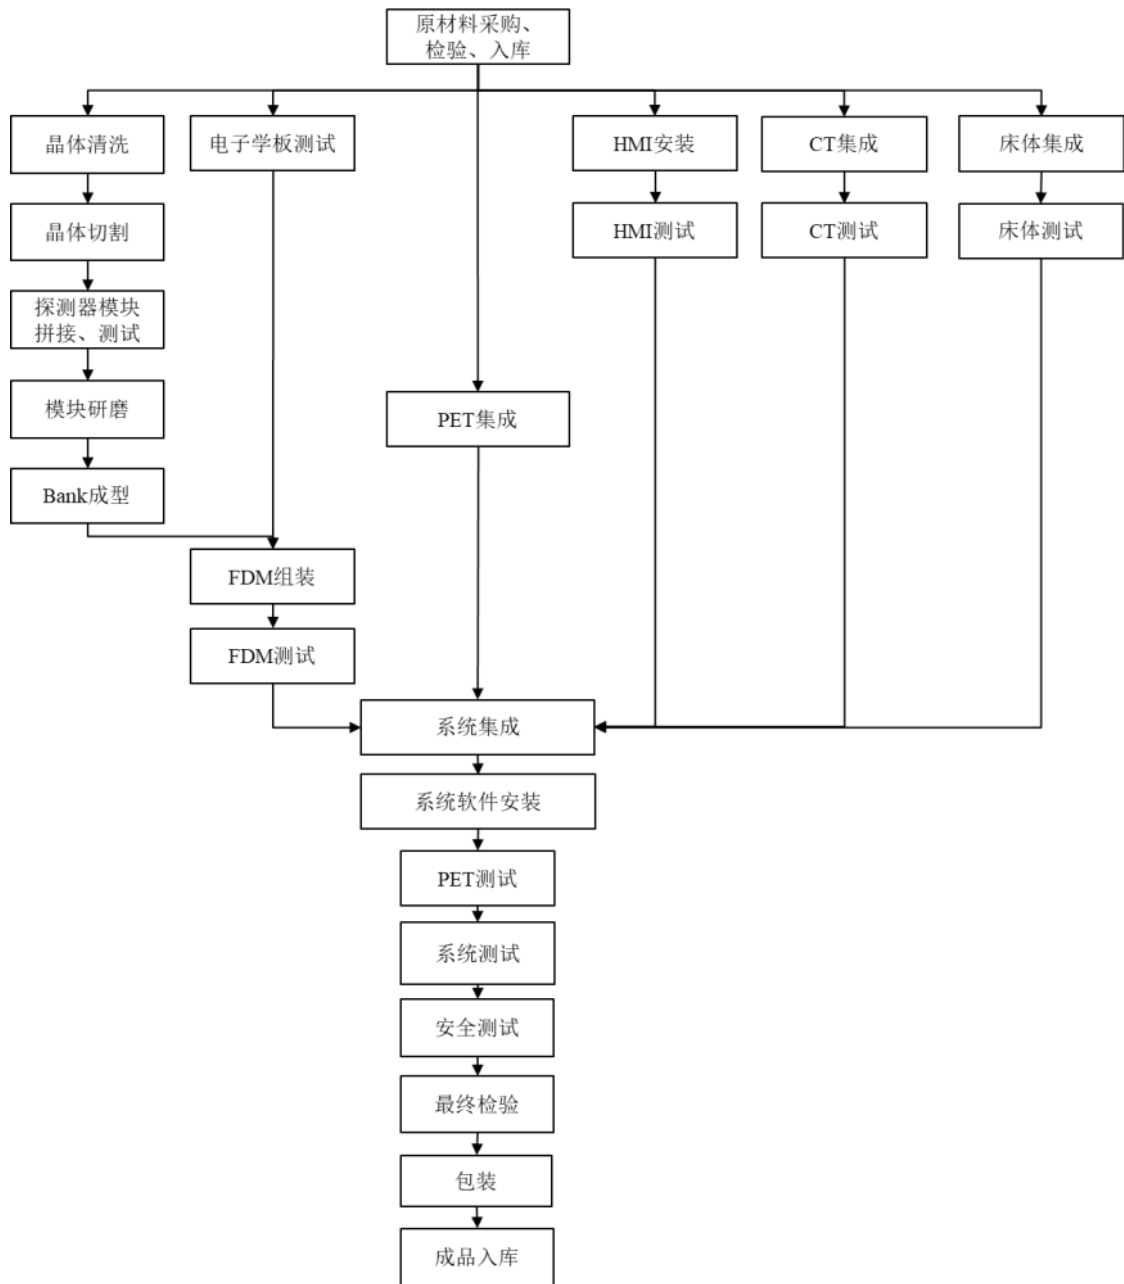 原材料采购、
检验、入库
晶体清洗
电子学板测试
HMI安装
CT集成
床体集成
晶体切割
HMI测试
CT测试
床体测试
探测器模块
拼接、测试
模块研磨
PET集成
Bank成型
FDM组装
FDM测试
系统集成
系统软件安装
PET测试
系统测试
安全测试
最终检验
包装
成品入库